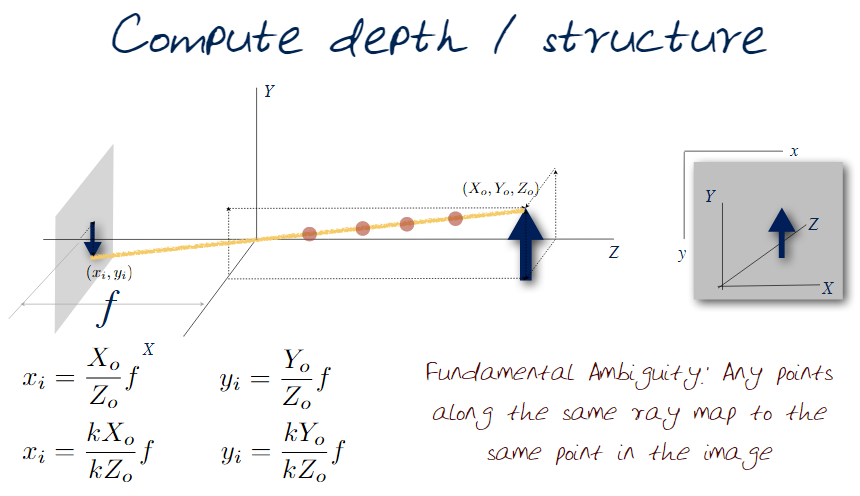 Compute depth / structure
Y
(X_o, Y_o, Z_o)
Z
(x_i, y_i)
f
X
x
y
Y
Z
X
x_i = \frac{X_o}{Z_o} f
y_i = \frac{Y_o}{Z_o} f
x_i = \frac{kX_o}{kZ_o} f
y_i = \frac{kY_o}{kZ_o} f
Fundamental Ambiguity: Any points
along the same ray map to the
same point in the image